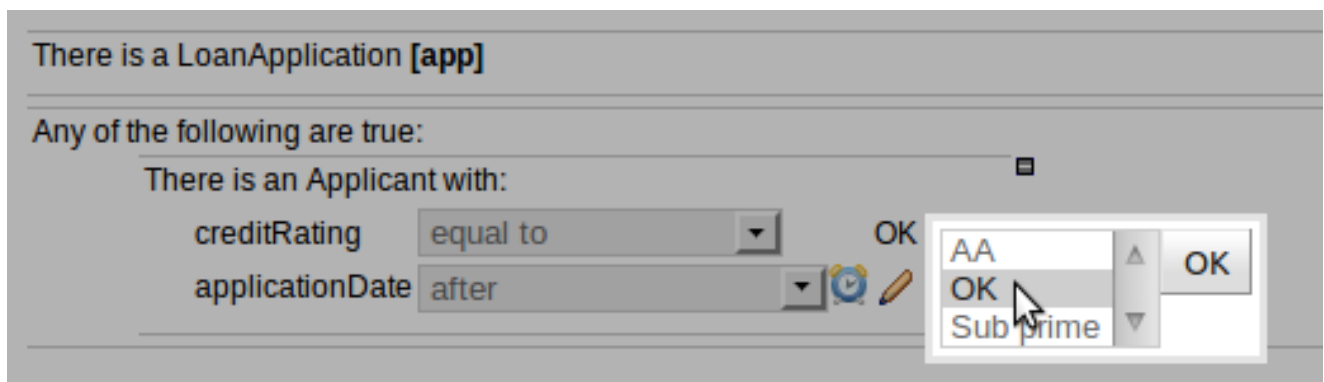 There is a LoanApplication [app]
Any of the following are true:
There is an Applicant with:
creditRating equal to OK
AA
OK
Sub prime
OK
applicationDate after